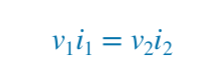 v₁i₁ = v₂i₂